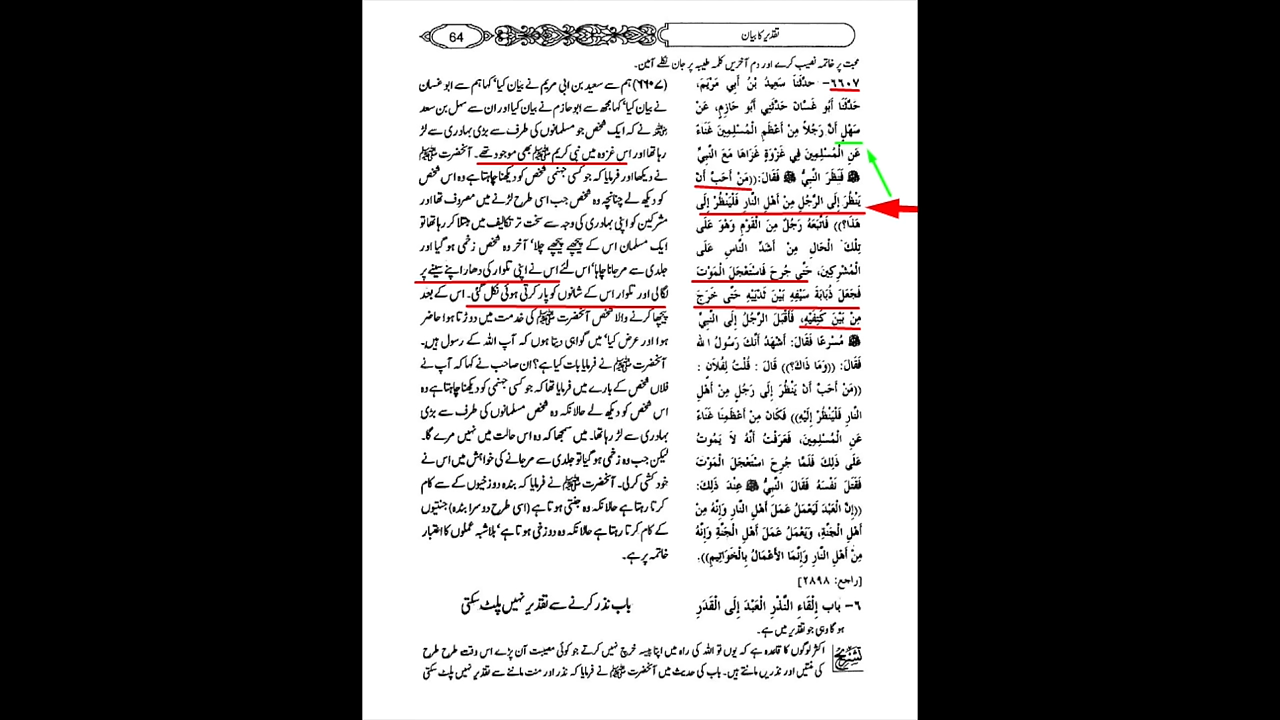 تقدیر کا بیان
64
محبت پر خاتمہ نصیب کرے اور دم آخریں کلمہ طیبہ پر جان نکلے آمین۔
٦٦٠٧- حدَّثَنَا سَعِيدُ بْنُ أَبِي مَرْيَمَ،
حَدَّثَنَا أَبُو غَسَّانَ حَدَّثَنِي أَبُو حَازِمٍ، عَنْ
سَهْلٍ أَنَّ رَجُلاً مِنْ أَعْظَمِ الْمُسْلِمِينَ غَنَاءً
عَنِ الْمُسْلِمِينَ فِي غَزْوَةٍ غَزَاهَا مَعَ النَّبِيِّ
ﷺ فَنَظَرَ النَّبِيُّ ﷺ فَقَالَ: ((مَنْ أَحَبَّ أَنْ
يَنْظُرَ إِلَى الرَّجُلِ مِنْ أَهْلِ النَّارِ فَلْيَنْظُرْ إِلَى
هَذَا؟)) فَاتَّبَعَهُ رَجُلٌ مِنَ الْقَوْمِ وَهُوَ عَلَى
تِلْكَ الْحَالِ مِنْ أَشَدِّ النَّاسِ عَلَى
الْمُشْرِكِينَ، حَتَّى جُرِحَ فَاسْتَعْجَلَ الْمَوْتَ
فَجَعَلَ ذُبَابَةَ سَيْفِهِ بَيْنَ ثَدْيَيْهِ حَتَّى خَرَجَ
مِنْ بَيْنِ كَتِفَيْهِ، فَأَقْبَلَ الرَّجُلُ إِلَى النَّبِيِّ
ﷺ مُسْرِعًا فَقَالَ: أَشْهَدُ أَنَّكَ رَسُولُ ا لله
فَقَالَ: ((وَمَا ذَاكَ؟)) قَالَ : قُلْتَ لِفُلاَنٍ :
((مَنْ أَحَبَّ أَنْ يَنْظُرَ إِلَى رَجُلٍ مِنْ أَهْلِ
النَّارِ فَلْيَنْظُرْ إِلَيْهِ)) فَكَانَ مِنْ أَعْظَمِنَا غَنَاءً
عَنِ الْمُسْلِمِينَ، فَعَرَفْتُ أَنَّهُ لاَ يَمُوتُ
عَلَى ذَلِكَ فَلَمَّا جُرِحَ اسْتَعْجَلَ الْمَوْتَ
فَقَتَلَ نَفْسَهُ فَقَالَ النَّبِيُّ ﷺ عِنْدَ ذَلِكَ:
((إِنَّ الْعَبْدَ لَيَعْمَلُ عَمَلَ أَهْلِ النَّارِ وَإِنَّهُ مِنْ
أَهْلِ الْجَنَّةِ، وَيَعْمَلُ عَمَلَ أَهْلِ الْجَنَّةِ وَإِنَّهُ
مِنْ أَهْلِ النَّارِ وَإِنَّمَا الأَعْمَالُ بِالْخَوَاتِيمِ)).
[راجع: ٢٨٩٨]
(۶۶۰۷) ہم سے سعید بن ابی مریم نے بیان کیا' کہا ہم سے ابو غسان
نے بیان کیا' کہا مجھ سے ابو حازم نے بیان کیا اور ان سے سہل بن سعد
رضی اللہ عنہ نے کہ ایک شخص جو مسلمانوں کی طرف سے بڑی بہادری سے لڑ
رہا تھا اور اس غزوہ میں نبی کریم ﷺ بھی موجود تھے۔ آنحضرت ﷺ
نے دیکھا اور فرمایا کہ جو کسی جہنمی شخص کو دیکھنا چاہتا ہے وہ اس شخص
کو دیکھ لے چنانچہ وہ شخص جب اسی طرح لڑنے میں مصروف تھا اور
مشرکین کو اپنی بہادری کی وجہ سے سخت تر تکالیف میں مبتلا کر رہا تھا تو
ایک مسلمان اس کے پیچھے پیچھے چلا' آخر وہ شخص زخمی ہو گیا اور
جلدی سے مر جانا چاہا' اس لئے اس نے اپنی تلوار کی دھار اپنے سینے پر
لگالی اور تلوار اس کے شانوں کو پار کرتی ہوئی نکل گئی۔ اس کے بعد
پیچھا کرنے والا شخص آنحضرت ﷺ کی خدمت میں دوڑتا ہوا حاضر
ہوا اور عرض کیا' میں گواہی دیتا ہوں کہ آپ اللہ کے رسول ہیں۔
آنحضرت ﷺ نے فرمایا بات کیا ہے؟ ان صاحب نے کہا کہ آپ نے
فلاں شخص کے بارے میں فرمایا تھا کہ جو کسی جہنمی کو دیکھنا چاہتا ہے وہ
اس شخص کو دیکھ لے حالانکہ وہ شخص مسلمانوں کی طرف سے بڑی
بہادری سے لڑ رہا تھا۔ میں سمجھا کہ وہ اس حالت میں نہیں مرے گا۔
لیکن جب وہ زخمی ہو گیا تو جلدی سے مر جانے کی خواہش میں اس نے
خود کشی کر لی۔ آنحضرت ﷺ نے فرمایا کہ بندہ دوزخیوں کے سے کام
کرتا رہتا ہے حالانکہ وہ جنتی ہوتا ہے (اسی طرح دوسرا بندہ) جنتیوں
کے کام کرتا رہتا ہے حالانکہ وہ دوزخی ہوتا ہے' بلاشبہ عملوں کا اعتبار
خاتمہ پر ہے۔
٦- باب إِلْقَاءِ النَّذْرِ الْعَبْدَ إِلَى الْقَدَرِ
باب نذر کرنے سے تقدیر نہیں پلٹ سکتی
ہو گا وہی جو تقدیر میں ہے۔
تشریح
اکثر لوگوں کا قاعدہ ہے کہ یوں تو اللہ کی راہ میں اپنا پیسہ خرچ نہیں کرتے جو کوئی مصیبت آن پڑے اس وقت طرح طرح
کی منتیں اور نذریں مانتے ہیں۔ باب کی حدیث میں آنحضرت ﷺ نے فرمایا کہ نذر اور منت ماننے سے تقدیر نہیں پلٹ سکتی